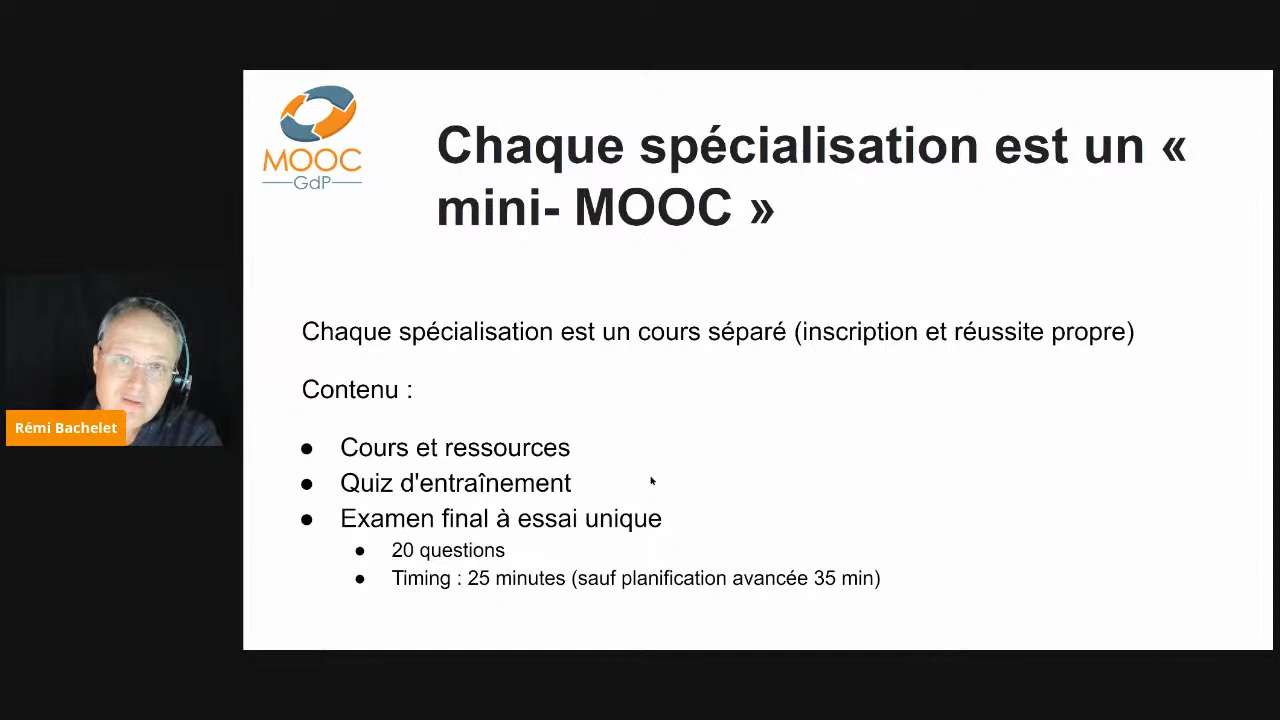 MOOC
GdP
Chaque spécialisation est un «
mini- MOOC »
Chaque spécialisation est un cours séparé (inscription et réussite propre)
Contenu :
● Cours et ressources
● Quiz d'entraînement
● Examen final à essai unique
● 20 questions
● Timing : 25 minutes (sauf planification avancée 35 min)
Rémi Bachelet